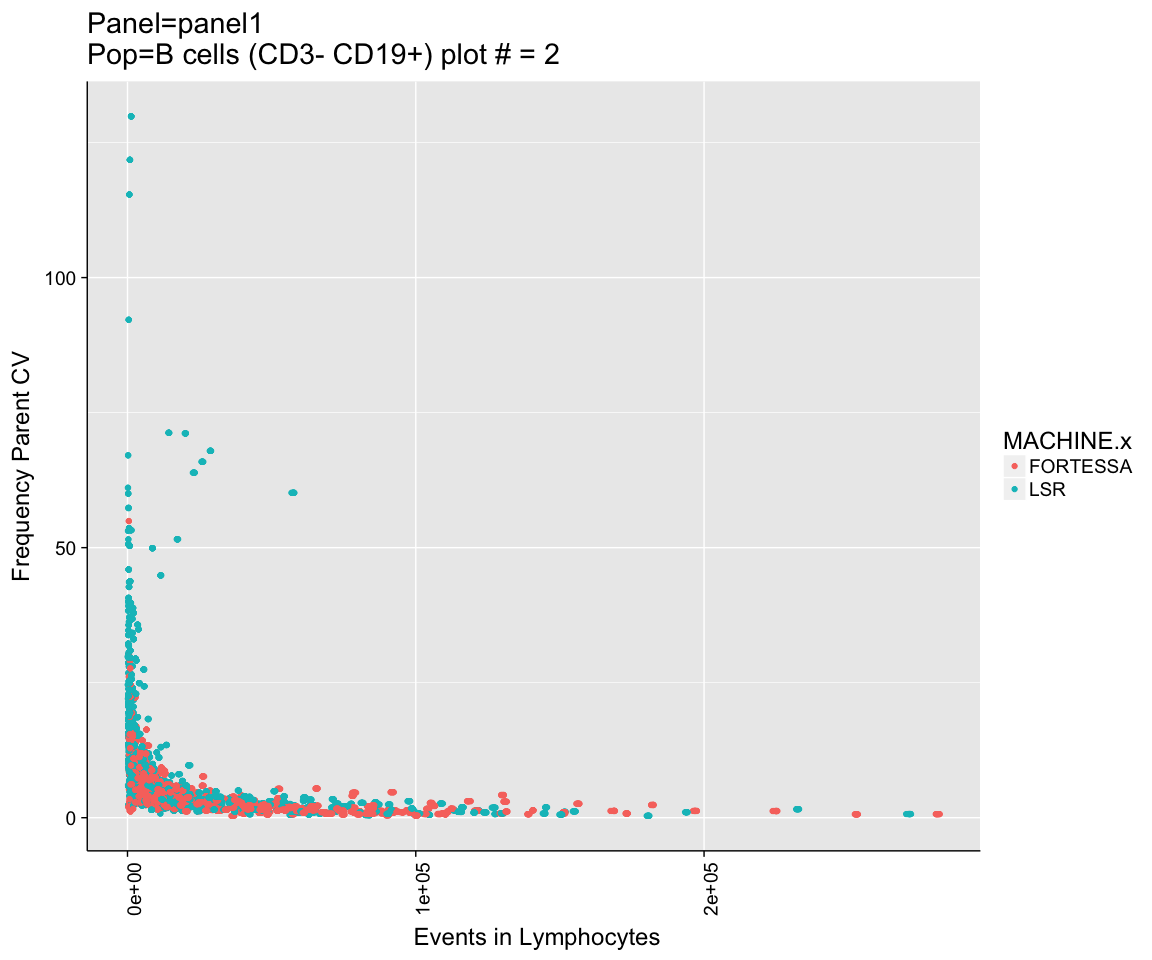 Panel=panel1
Pop=B cells (CD3- CD19+) plot # = 2
Frequency Parent CV
100
50
0
0e+00
1e+05
2e+05
Events in Lymphocytes
MACHINE.x
FORTESSA
LSR